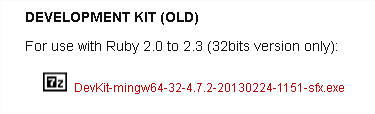 DEVELOPMENT KIT (OLD)
For use with Ruby 2.0 to 2.3 (32bits version only):
7z DevKit-mingw64-32-4.7.2-20130224-1151-sfx.exe